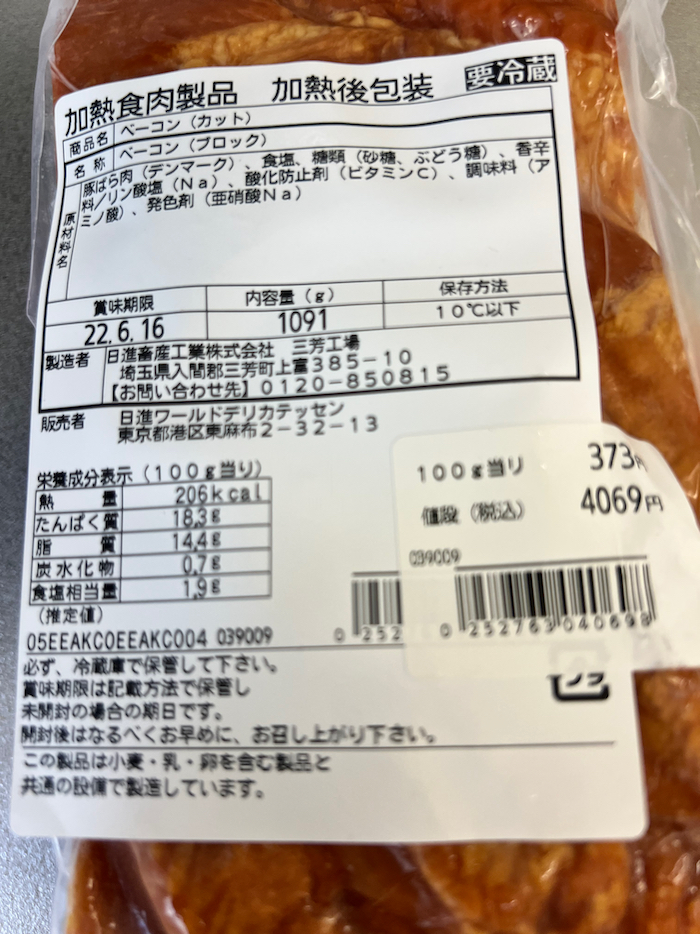 加熱食肉製品 加熱後包装 要冷蔵
商品名 ベーコン（カット）
名称 ベーコン（ブロック）
原材料名 豚ばら肉（デンマーク）、食塩、糖類（砂糖、ぶどう糖）、香辛
料/リン酸塩（Na）、酸化防止剤（ビタミンC）、調味料（ア
ミノ酸）、発色剤（亜硝酸Na）
賞味期限 内容量（g） 保存方法
22.6.16 1091 10℃以下
製造者 日進畜産工業株式会社 三芳工場
埼玉県入間郡三芳町上富385-10
【お問い合わせ先】0120-850815
販売者 日進ワールドデリカテッセン
東京都港区東麻布2-32-13
栄養成分表示（100g当り）
熱量 206kcal
たんぱく質 18.3g
脂質 14.4g
炭水化物 0.7g
食塩相当量 1.9g
（推定値）
05EEAKC0EEAKC004 039009
100g当り 373円
値段（税込） 4069円
039009
0 252
0 252763 040698
必ず、冷蔵庫で保管して下さい。
賞味期限は記載方法で保管し
未開封の場合の期日です。
開封後はなるべくお早めに、お召し上がり下さい。
この製品は小麦・乳・卵を含む製品と
共通の設備で製造しています。